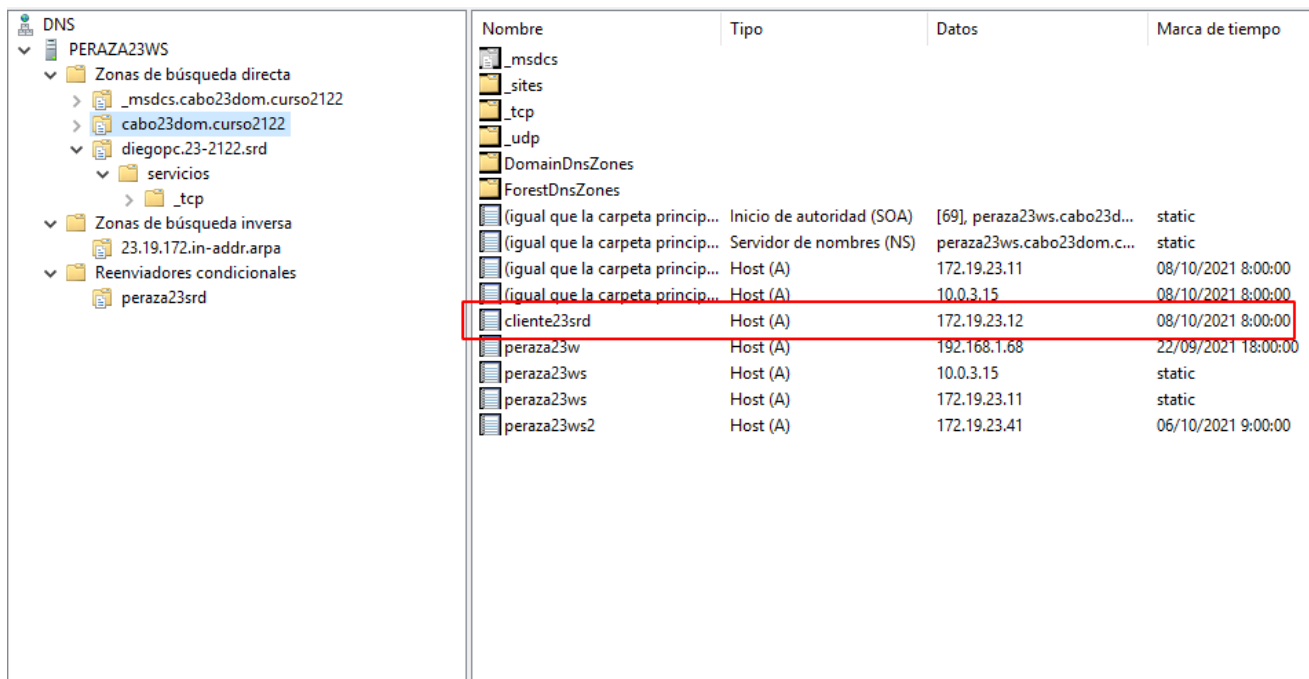 DNS
PERAZA23WS
Zonas de búsqueda directa
_msdcs.cabo23dom.curso2122
cabo23dom.curso2122
diegopc.23-2122.srd
servicios
_tcp
Zonas de búsqueda inversa
23.19.172.in-addr.arpa
Reenviadores condicionales
peraza23srd
Nombre Tipo Datos Marca de tiempo
_msdcs
_sites
_tcp
_udp
DomainDnsZones
ForestDnsZones
(igual que la carpeta princip... Inicio de autoridad (SOA) [69], peraza23ws.cabo23d... static
(igual que la carpeta princip... Servidor de nombres (NS) peraza23ws.cabo23dom.c... static
(igual que la carpeta princip... Host (A) 172.19.23.11 08/10/2021 8:00:00
(igual que la carpeta princip... Host (A) 10.0.3.15 08/10/2021 8:00:00
cliente23srd Host (A) 172.19.23.12 08/10/2021 8:00:00
peraza23w Host (A) 192.168.1.68 22/09/2021 18:00:00
peraza23ws Host (A) 10.0.3.15 static
peraza23ws Host (A) 172.19.23.11 static
peraza23ws2 Host (A) 172.19.23.41 06/10/2021 9:00:00